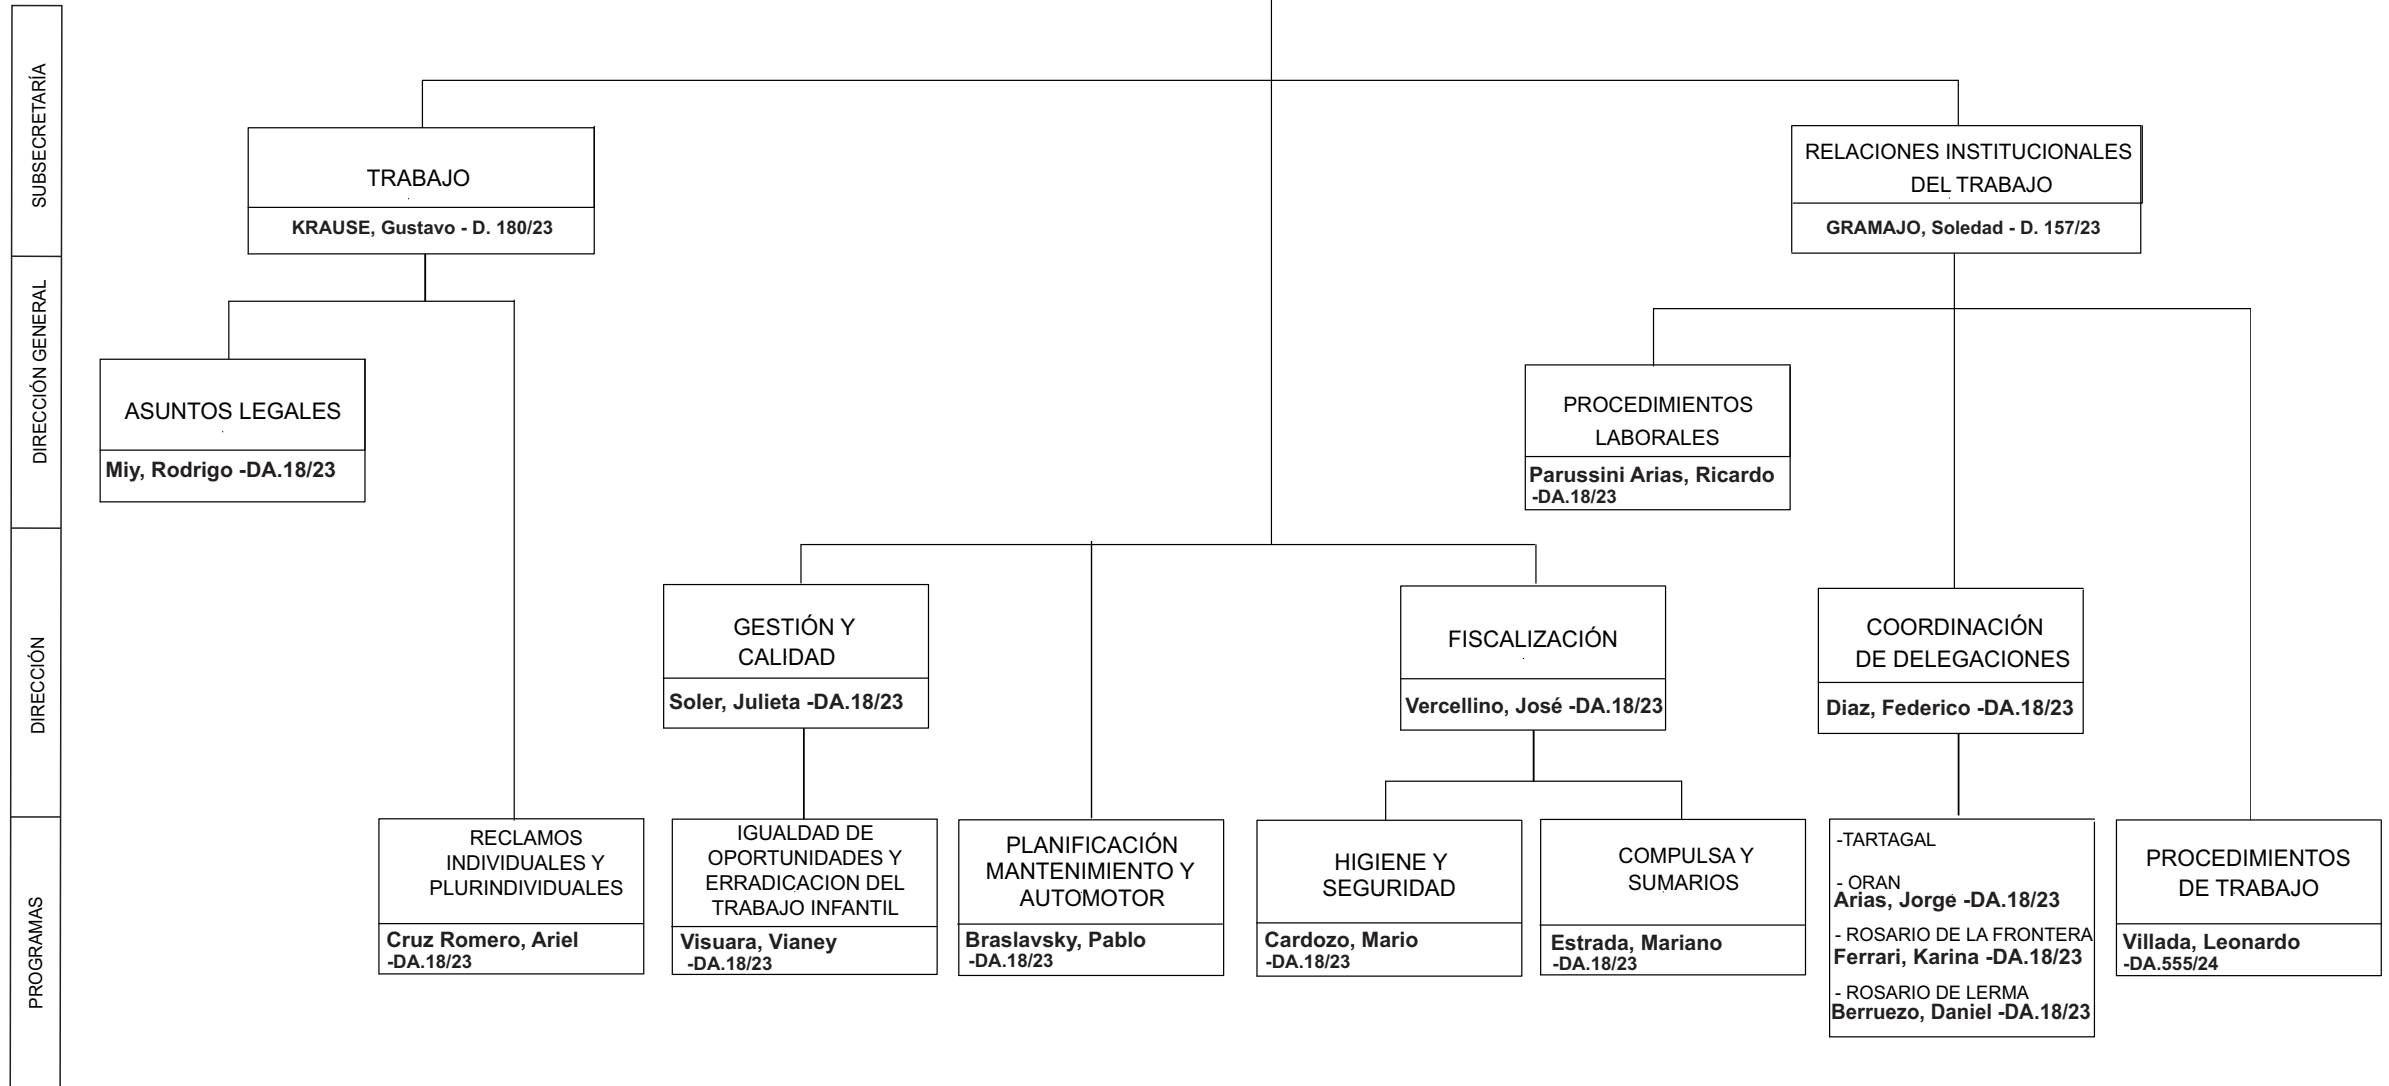 SUBSECRETARÍA
TRABAJO
KRAUSE, Gustavo - D. 180/23
RELACIONES INSTITUCIONALES
DEL TRABAJO
GRAMAJO, Soledad - D. 157/23
DIRECCIÓN GENERAL
ASUNTOS LEGALES
Miy, Rodrigo -DA.18/23
PROCEDIMIENTOS
LABORALES
Parussini Arias, Ricardo
-DA.18/23
DIRECCIÓN
GESTIÓN Y
CALIDAD
Soler, Julieta -DA.18/23
FISCALIZACIÓN
Vercellino, José -DA.18/23
COORDINACIÓN
DE DELEGACIONES
Diaz, Federico -DA.18/23
PROGRAMAS
RECLAMOS
INDIVIDUALES Y
PLURINDIVIDUALES
Cruz Romero, Ariel
-DA.18/23
IGUALDAD DE
OPORTUNIDADES Y
ERRADICACION DEL
TRABAJO INFANTIL
Visuara, Vianey
-DA.18/23
PLANIFICACIÓN
MANTENIMIENTO Y
AUTOMOTOR
Braslavsky, Pablo
-DA.18/23
HIGIENE Y
SEGURIDAD
Cardozo, Mario
-DA.18/23
COMPULSA Y
SUMARIOS
Estrada, Mariano
-DA.18/23
-TARTAGAL
- ORAN
Arias, Jorge -DA.18/23
- ROSARIO DE LA FRONTERA
Ferrari, Karina -DA.18/23
- ROSARIO DE LERMA
Berruezo, Daniel -DA.18/23
PROCEDIMIENTOS
DE TRABAJO
Villada, Leonardo
-DA.555/24